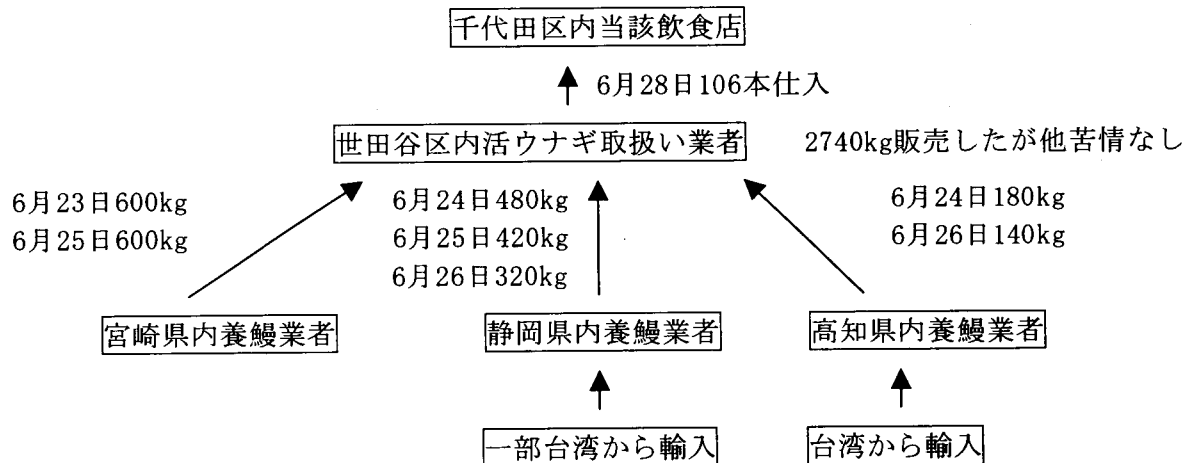 千代田区内当該飲食店
6月28日106本仕入
世田谷区内活ウナギ取扱い業者
2740kg販売したが他苦情なし
6月23日600kg
6月25日600kg
6月24日480kg
6月25日420kg
6月26日320kg
6月24日180kg
6月26日140kg
宮崎県内養鰻業者
静岡県内養鰻業者
高知県内養鰻業者
一部台湾から輸入
台湾から輸入